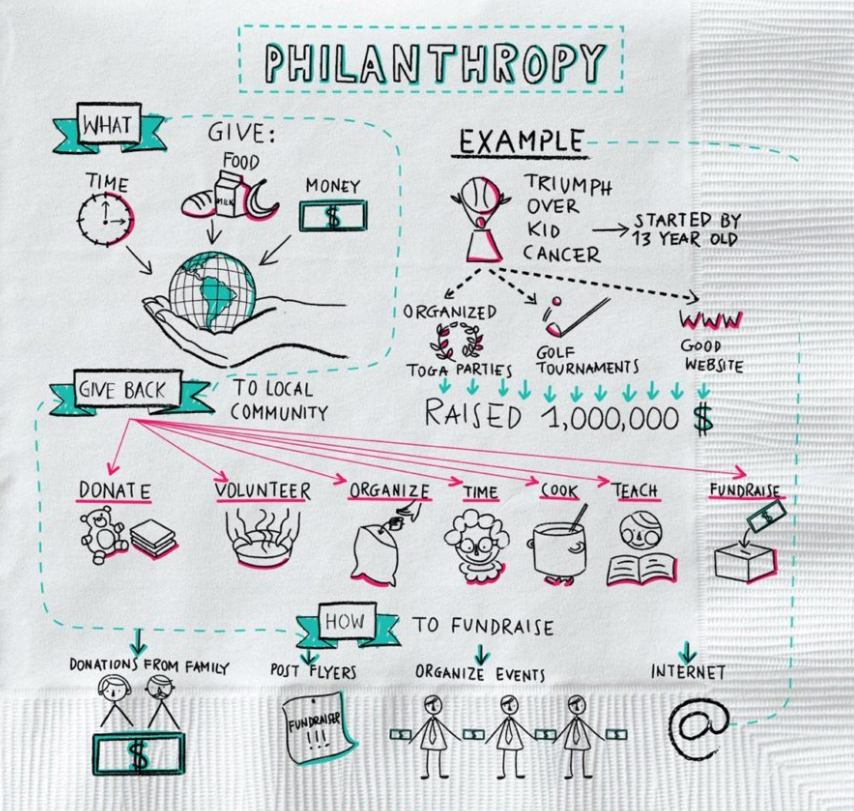 PHILANTHROPY
WHAT
GIVE:
TIME
FOOD
MILK
MONEY
$
EXAMPLE
TRIUMPH
OVER
KID
CANCER
STARTED BY
13 YEAR OLD
ORGANIZED
TOGA PARTIES
GOLF
TOURNAMENTS
WWW
GOOD
WEBSITE
RAISED 1,000,000 $
GIVE BACK
TO LOCAL
COMMUNITY
DONATE
VOLUNTEER
ORGANIZE
TIME
COOK
TEACH
FUNDRAISE
$
HOW
TO FUNDRAISE
DONATIONS FROM FAMILY
$
POST FLYERS
FUNDRAISER
!!!
ORGANIZE EVENTS
$
$
$
$
INTERNET
@